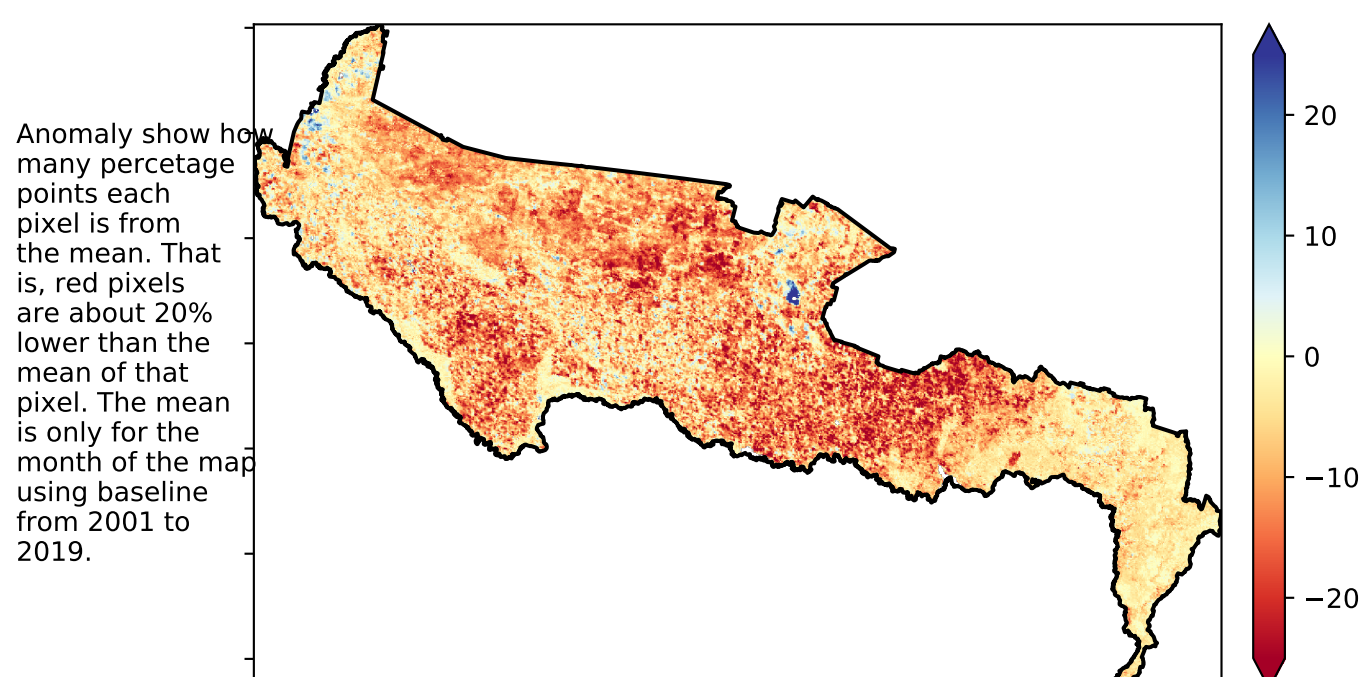 Anomaly show how
many percetage
points each
pixel is from
the mean. That
is, red pixels
are about 20%
lower than the
mean of that
pixel. The mean
is only for the
month of the map
using baseline
from 2001 to
2019.
20
10
0
−10
−20